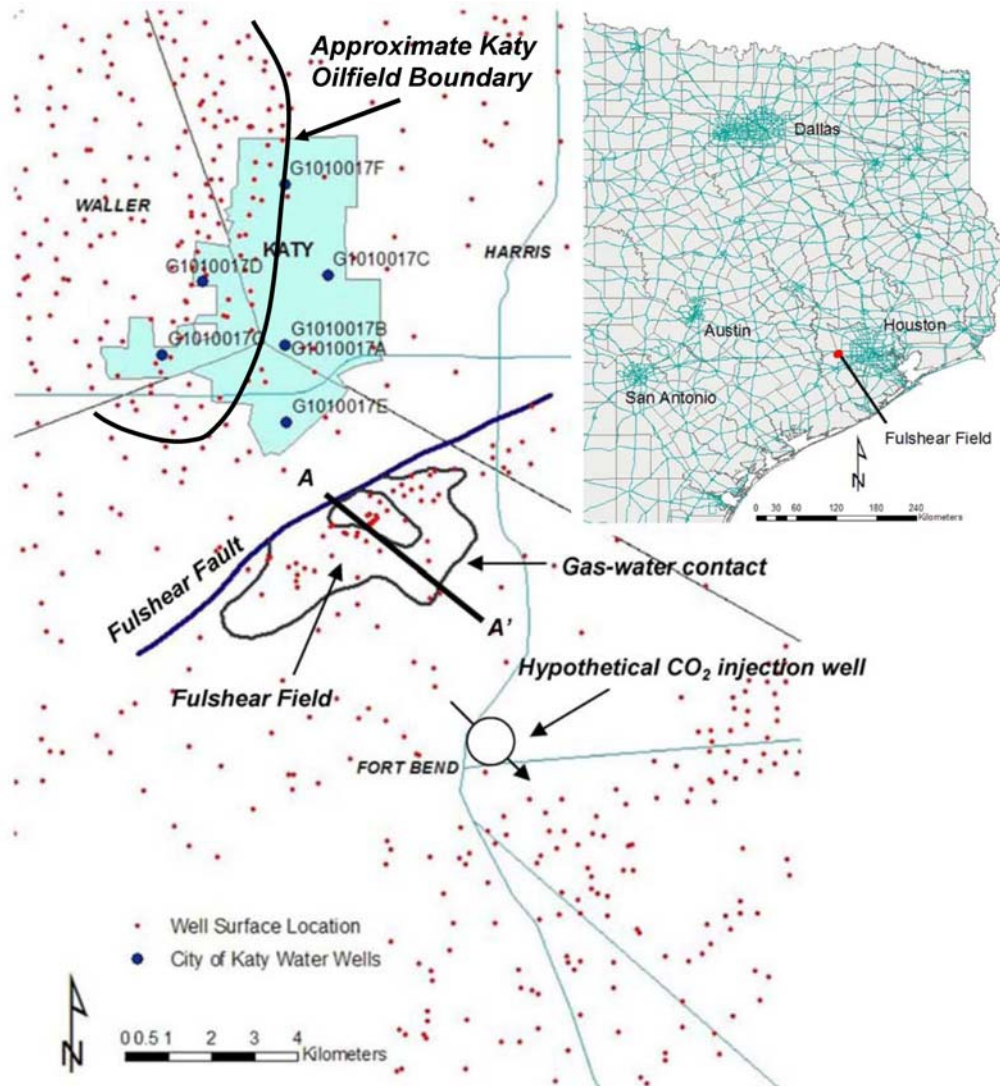 Approximate Katy
Oilfield Boundary
G1010017F
WALLER
KATY
HARRIS
G1010017D
G1010017C
G1010017G
G1010017B
G1010017A
G1010017E
A
Fulshear Fault
Gas-water contact
A’
Fulshear Field
Hypothetical CO₂ injection well
FORT BEND
Well Surface Location
City of Katy Water Wells
N
0 0.5 1 2 3 4
Kilometers
Dallas
Austin
Houston
San Antonio
Fulshear Field
N
0 30 60 120 180 240
Kilometers